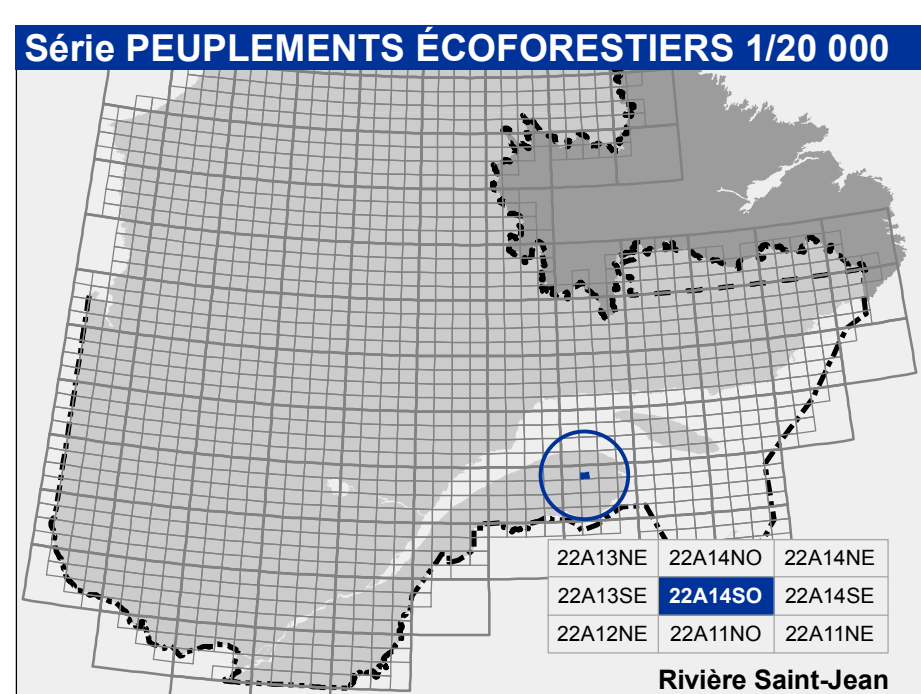 Série PEUPLEMENTS ÉCOFORESTIERS 1/20 000
22A13NE 22A14NO 22A14NE
22A13SE 22A14SO 22A14SE
22A12NE 22A11NO 22A11NE
Rivière Saint-Jean